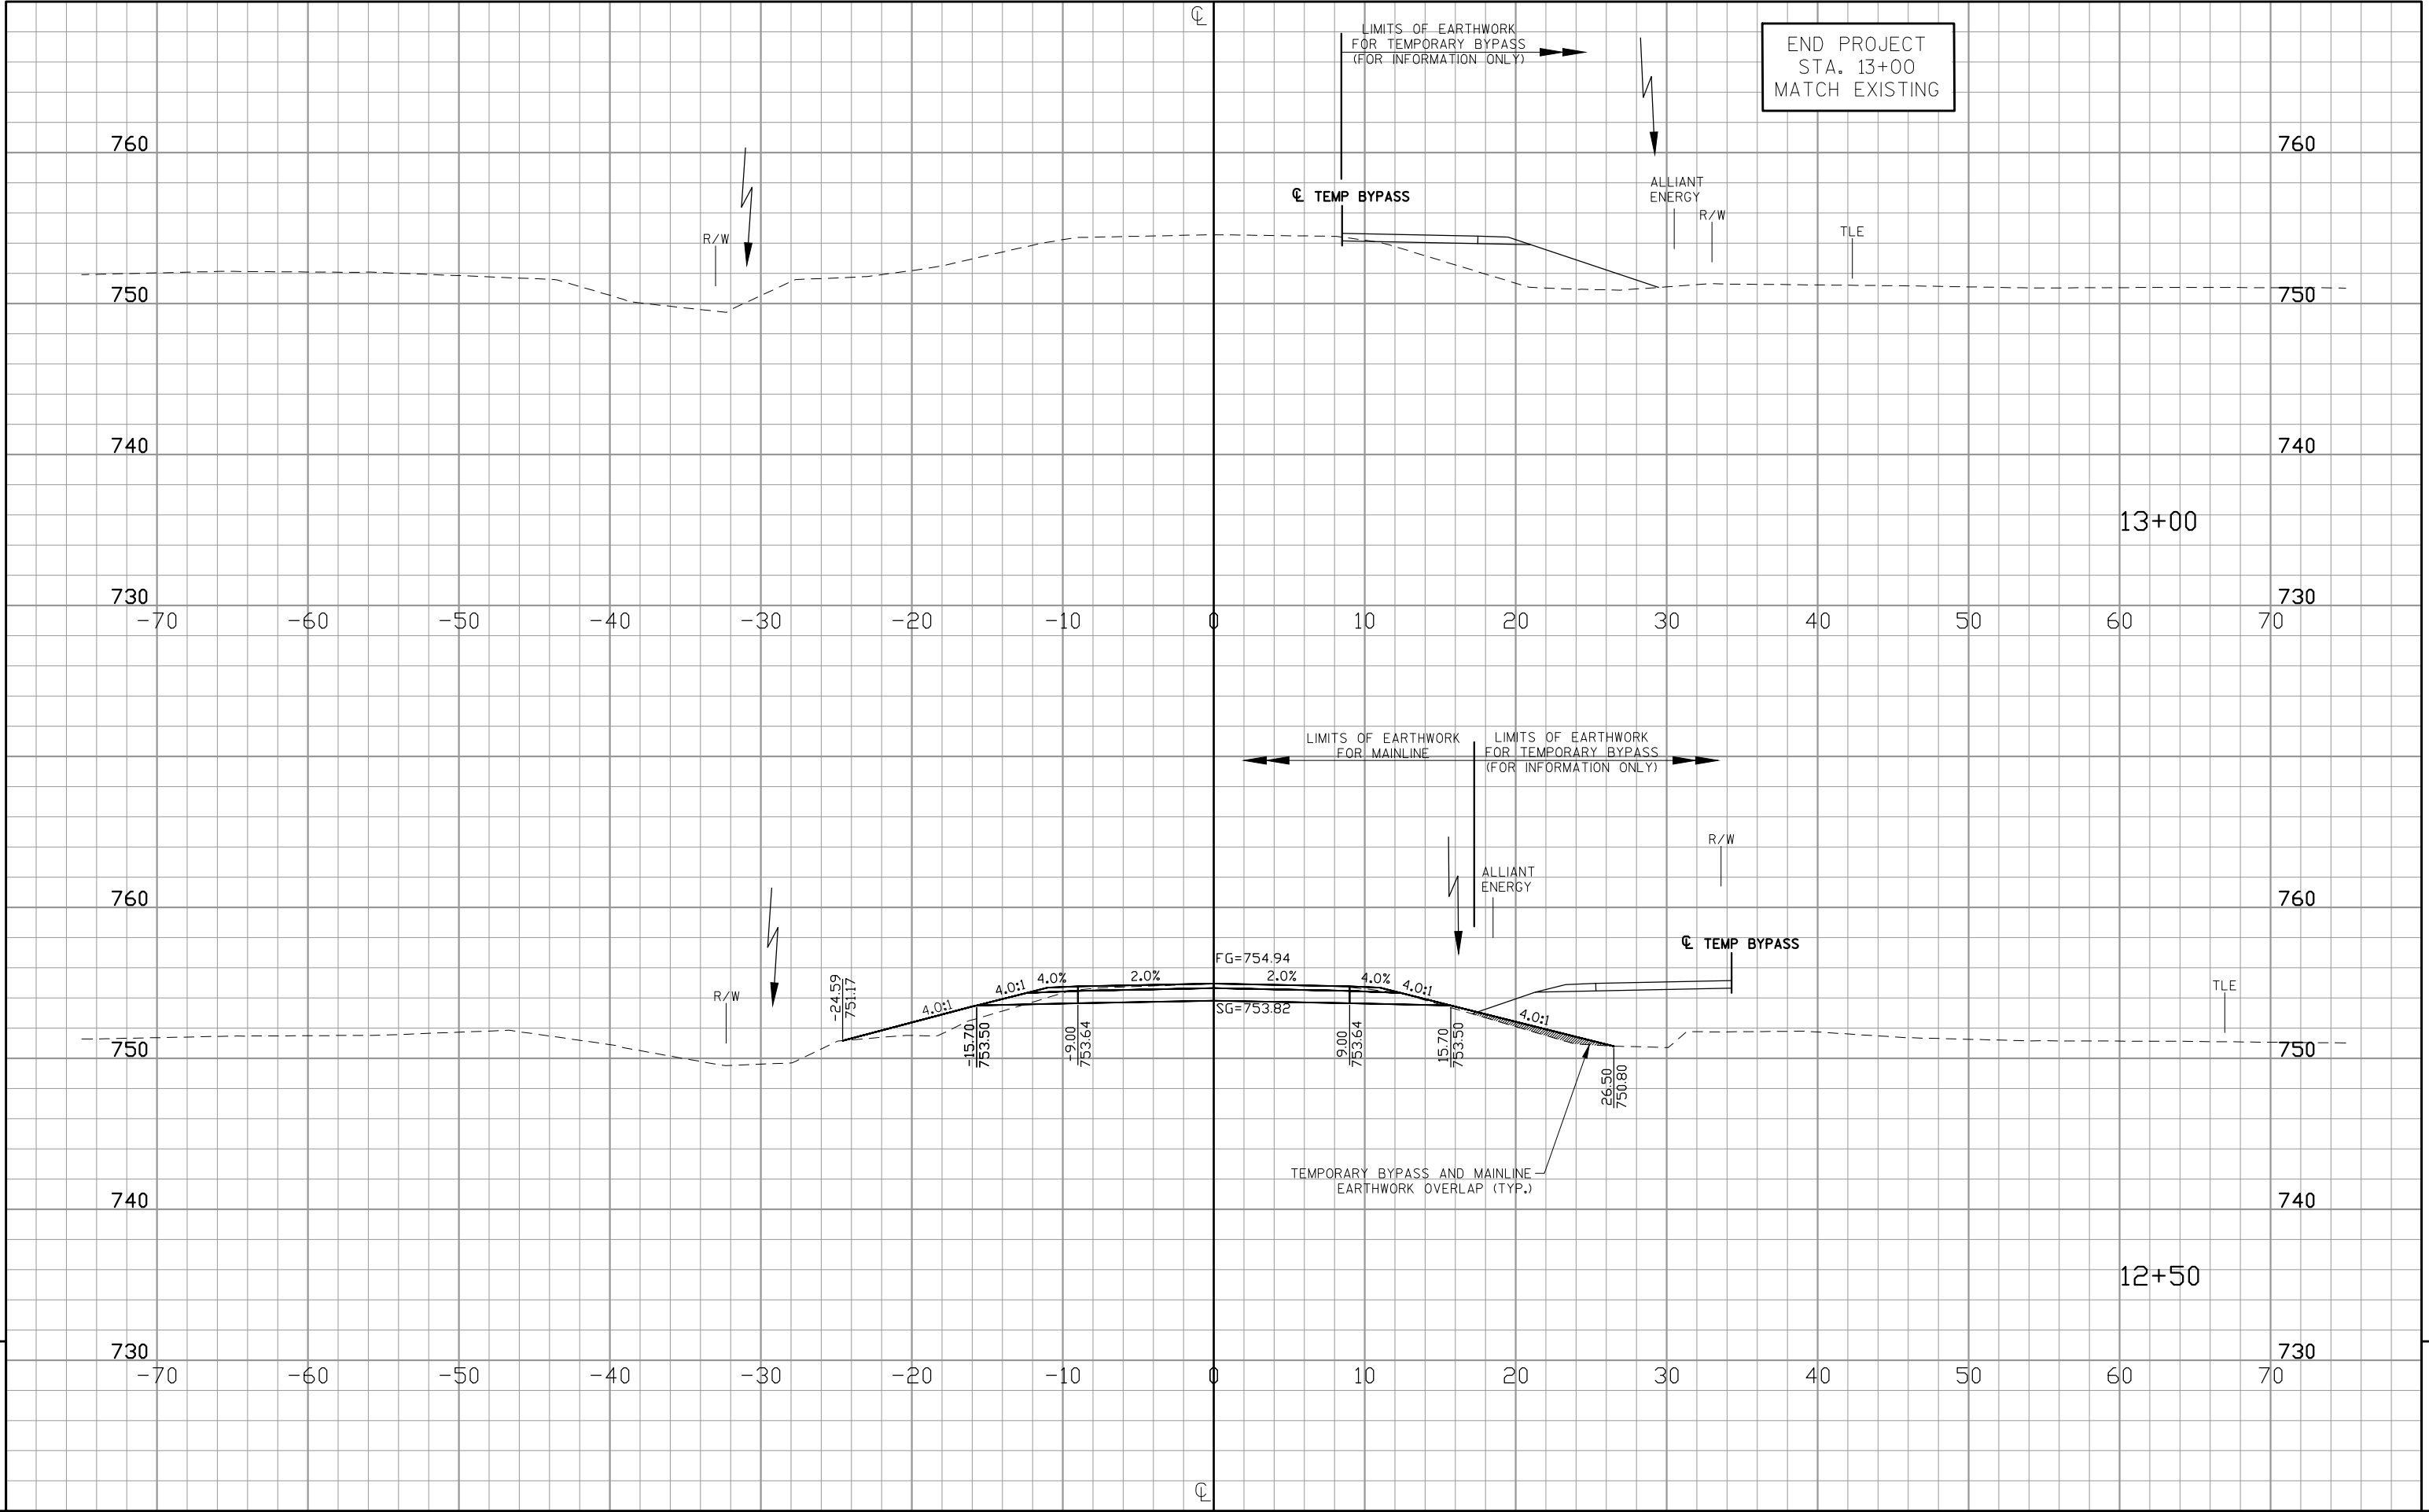 CL
LIMITS OF EARTHWORK
FOR TEMPORARY BYPASS
(FOR INFORMATION ONLY)
END PROJECT
STA. 13+00
MATCH EXISTING
760
760
ALLIANT
ENERGY
CL TEMP BYPASS
R/W
R/W
TLE
750
750
740
740
13+00
730
730
-70 -60 -50 -40 -30 -20 -10 0 10 20 30 40 50 60 70
LIMITS OF EARTHWORK
FOR MAINLINE
LIMITS OF EARTHWORK
FOR TEMPORARY BYPASS
(FOR INFORMATION ONLY)
R/W
ALLIANT
ENERGY
760
760
CL TEMP BYPASS
FG=754.94
4.0:1 4.0:1 4.0% 2.0% 2.0% 4.0% 4.0:1 4.0:1
SG=753.82
R/W
TLE
-24.59
751.17
-15.70
753.50
-9.00
753.64
9.00
753.64
15.70
753.50
26.50
750.80
750
750
TEMPORARY BYPASS AND MAINLINE
EARTHWORK OVERLAP (TYP.)
740
740
12+50
730
730
-70 -60 -50 -40 -30 -20 -10 0 10 20 30 40 50 60 70
CL